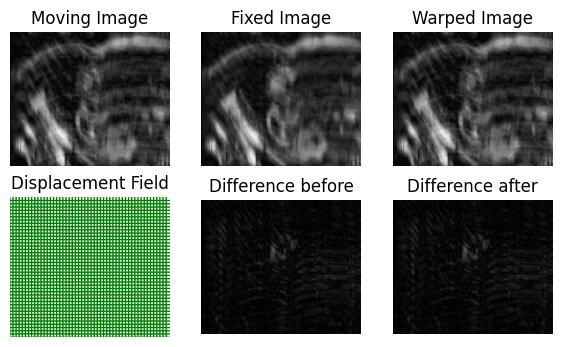 Moving Image
Fixed Image
Warped Image
Displacement Field
Difference before
Difference after